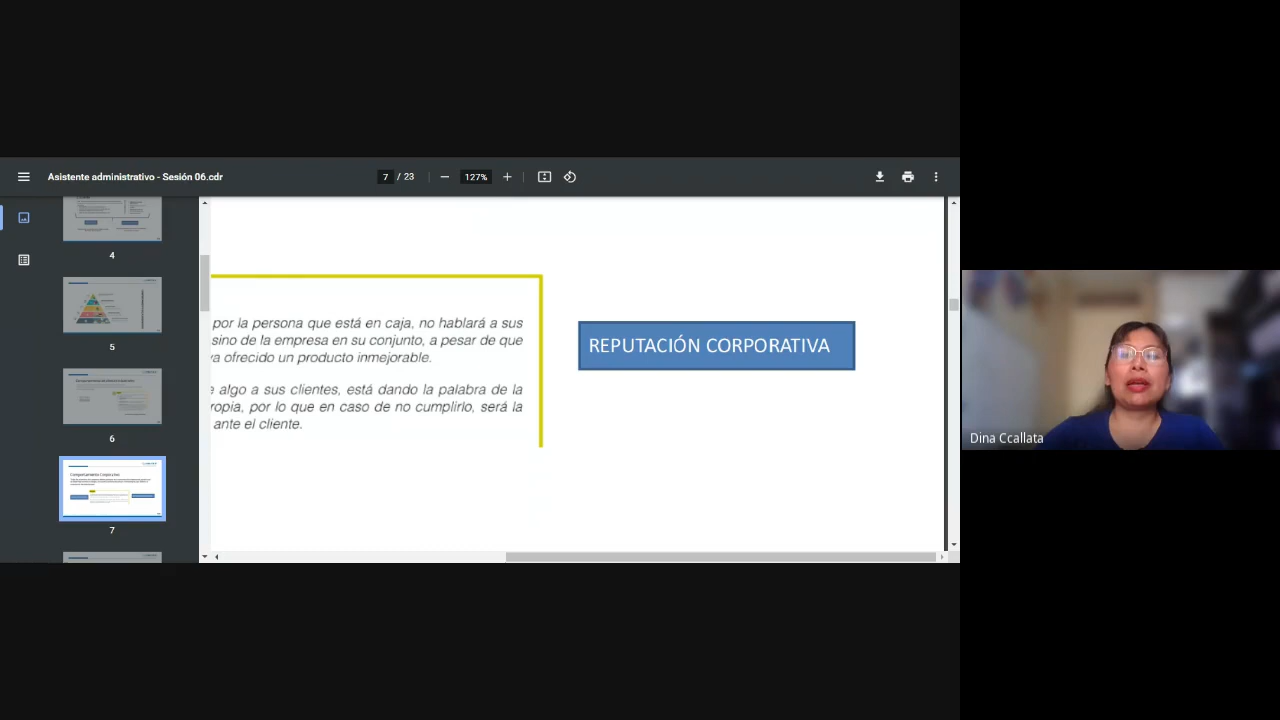 Asistente administrativo - Sesión 06.cdr
7 / 23
127%
4
5
6
7
por la persona que está en caja, no hablará a sus
sino de la empresa en su conjunto, a pesar de que
ofrecido un producto inmejorable.
algo a sus clientes, está dando la palabra de la
por lo que en caso de no cumplirlo, será la
ante el cliente.
REPUTACIÓN CORPORATIVA
Dina Ccallata